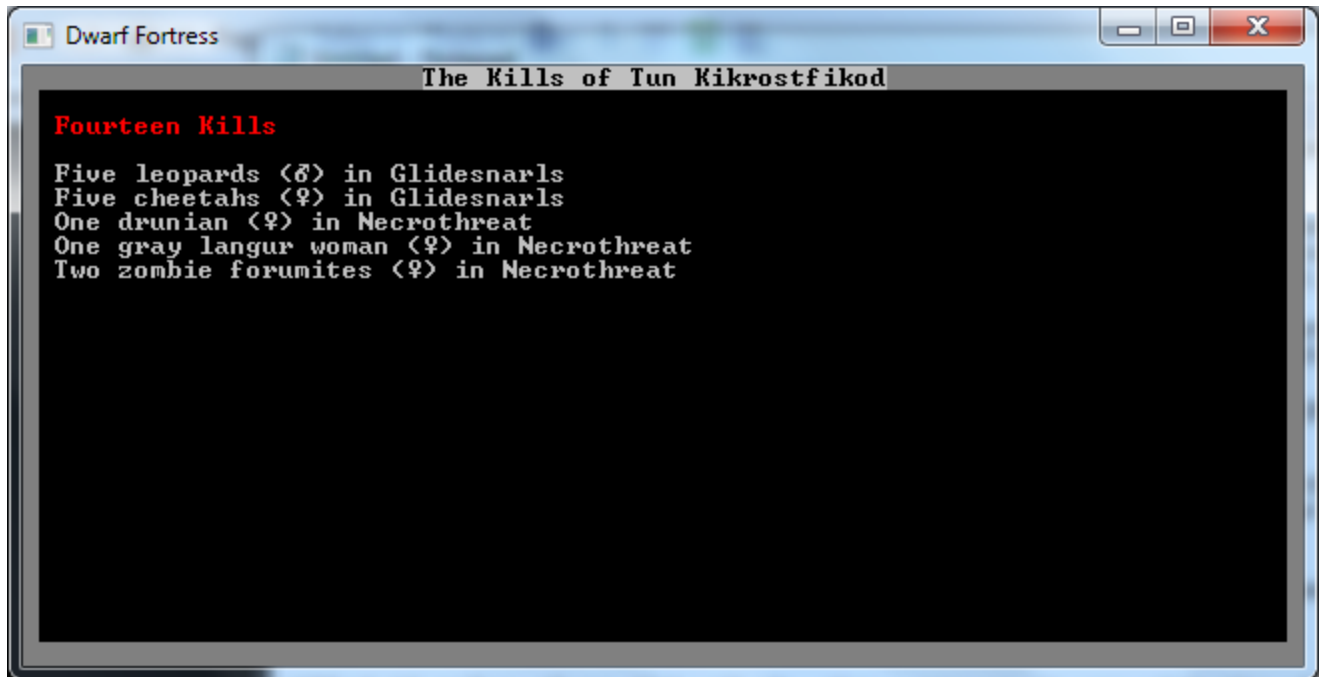 Dwarf Fortress
The Kills of Tun Kikrostfikod
Fourteen Kills
Five leopards (♂) in Glidesnarls
Five cheetahs (♀) in Glidesnarls
One drunian (♀) in Necrothreat
One gray langur woman (♀) in Necrothreat
Two zombie forumites (♀) in Necrothreat